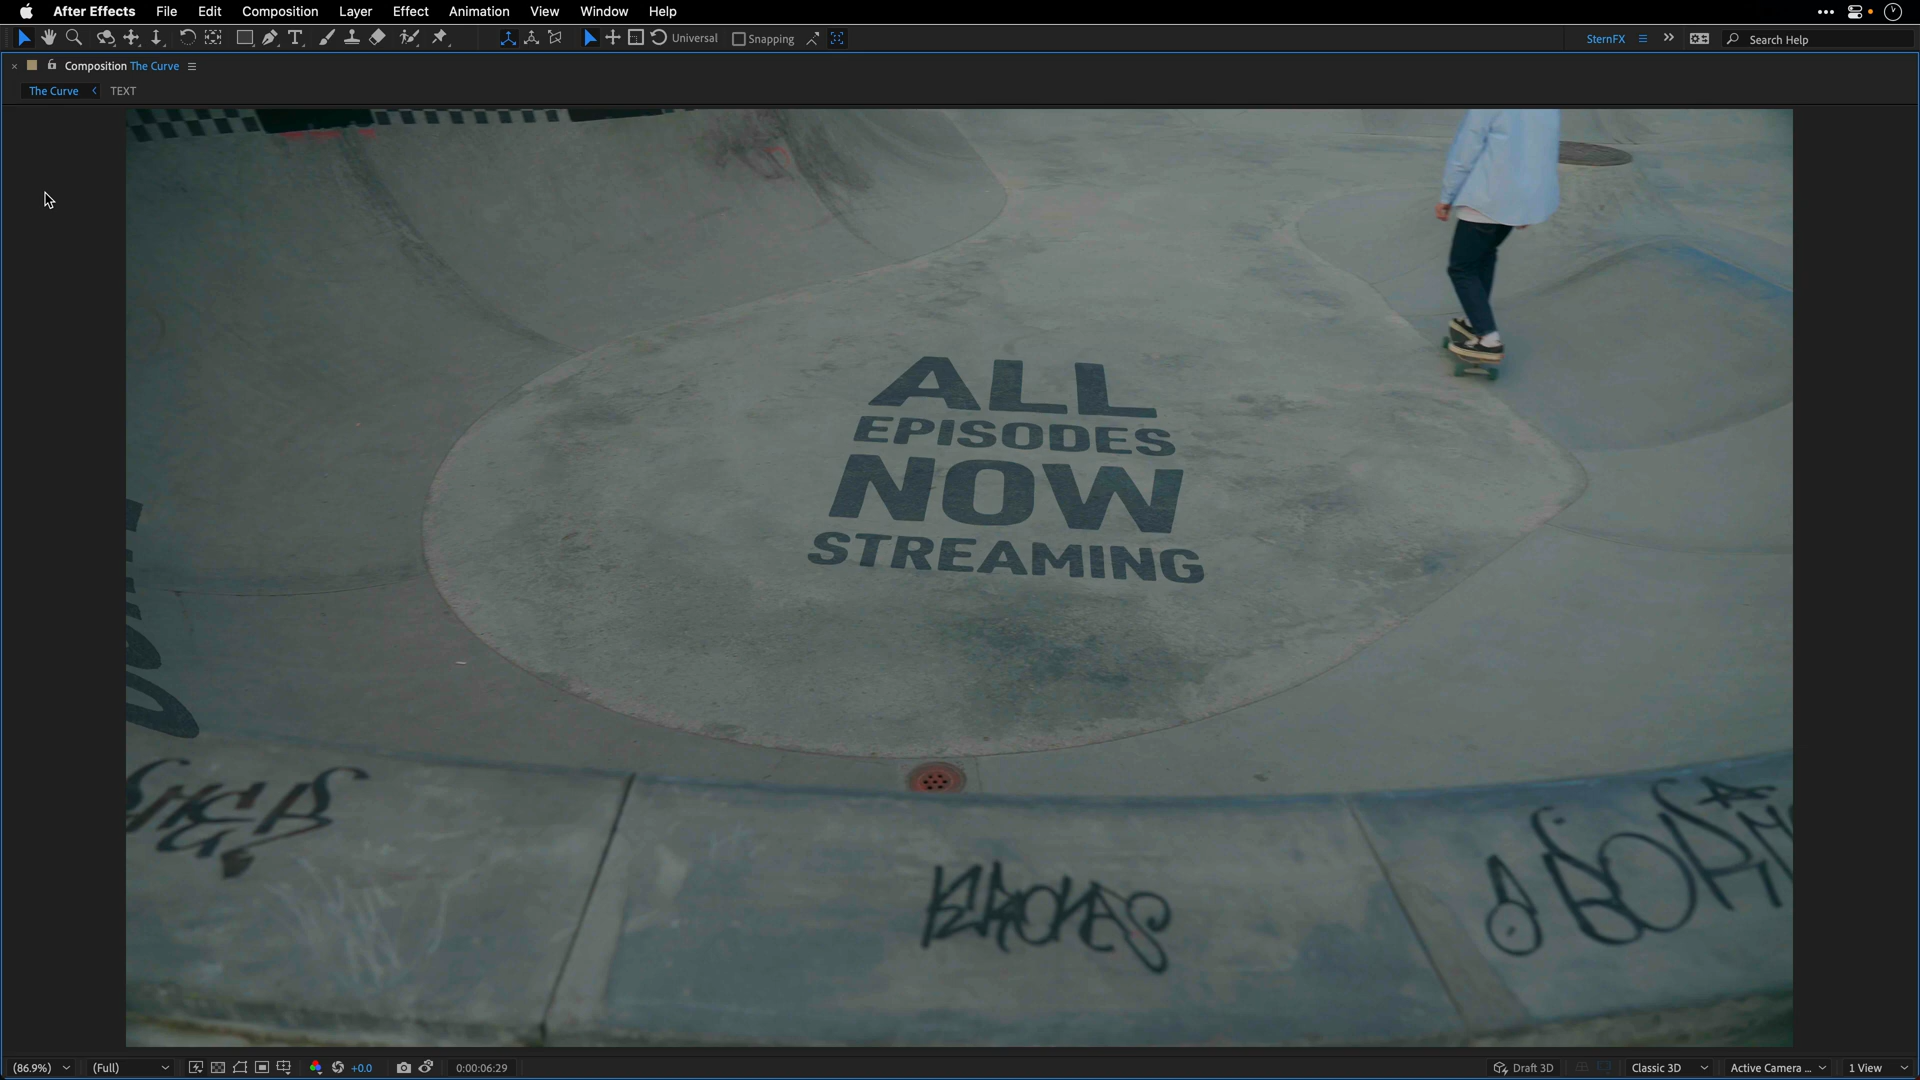 After Effects File Edit Composition Layer Effect Animation View Window Help
Universal Snapping SternFX Search Help
Composition The Curve
The Curve TEXT
ALL
EPISODES
NOW
STREAMING
(86.9%) (Full) +0.0 0:00:06:29 Draft 3D Classic 3D Active Camera ... 1 View